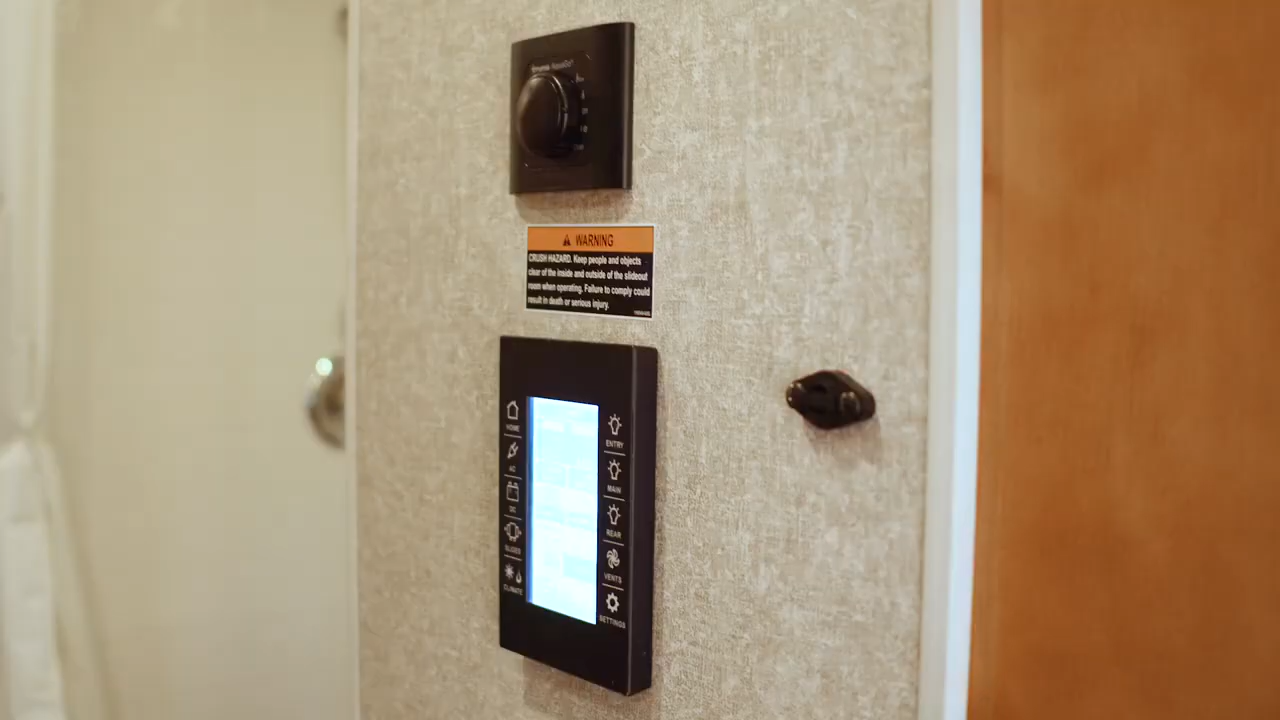 truma AquaGo
WARNING
CRUSH HAZARD. Keep people and objects
clear of the inside and outside of the slideout
room when operating. Failure to comply could
result in death or serious injury.
HOME
AC
DC
SLIDES
CLIMATE
ENTRY
MAIN
REAR
VENTS
SETTINGS